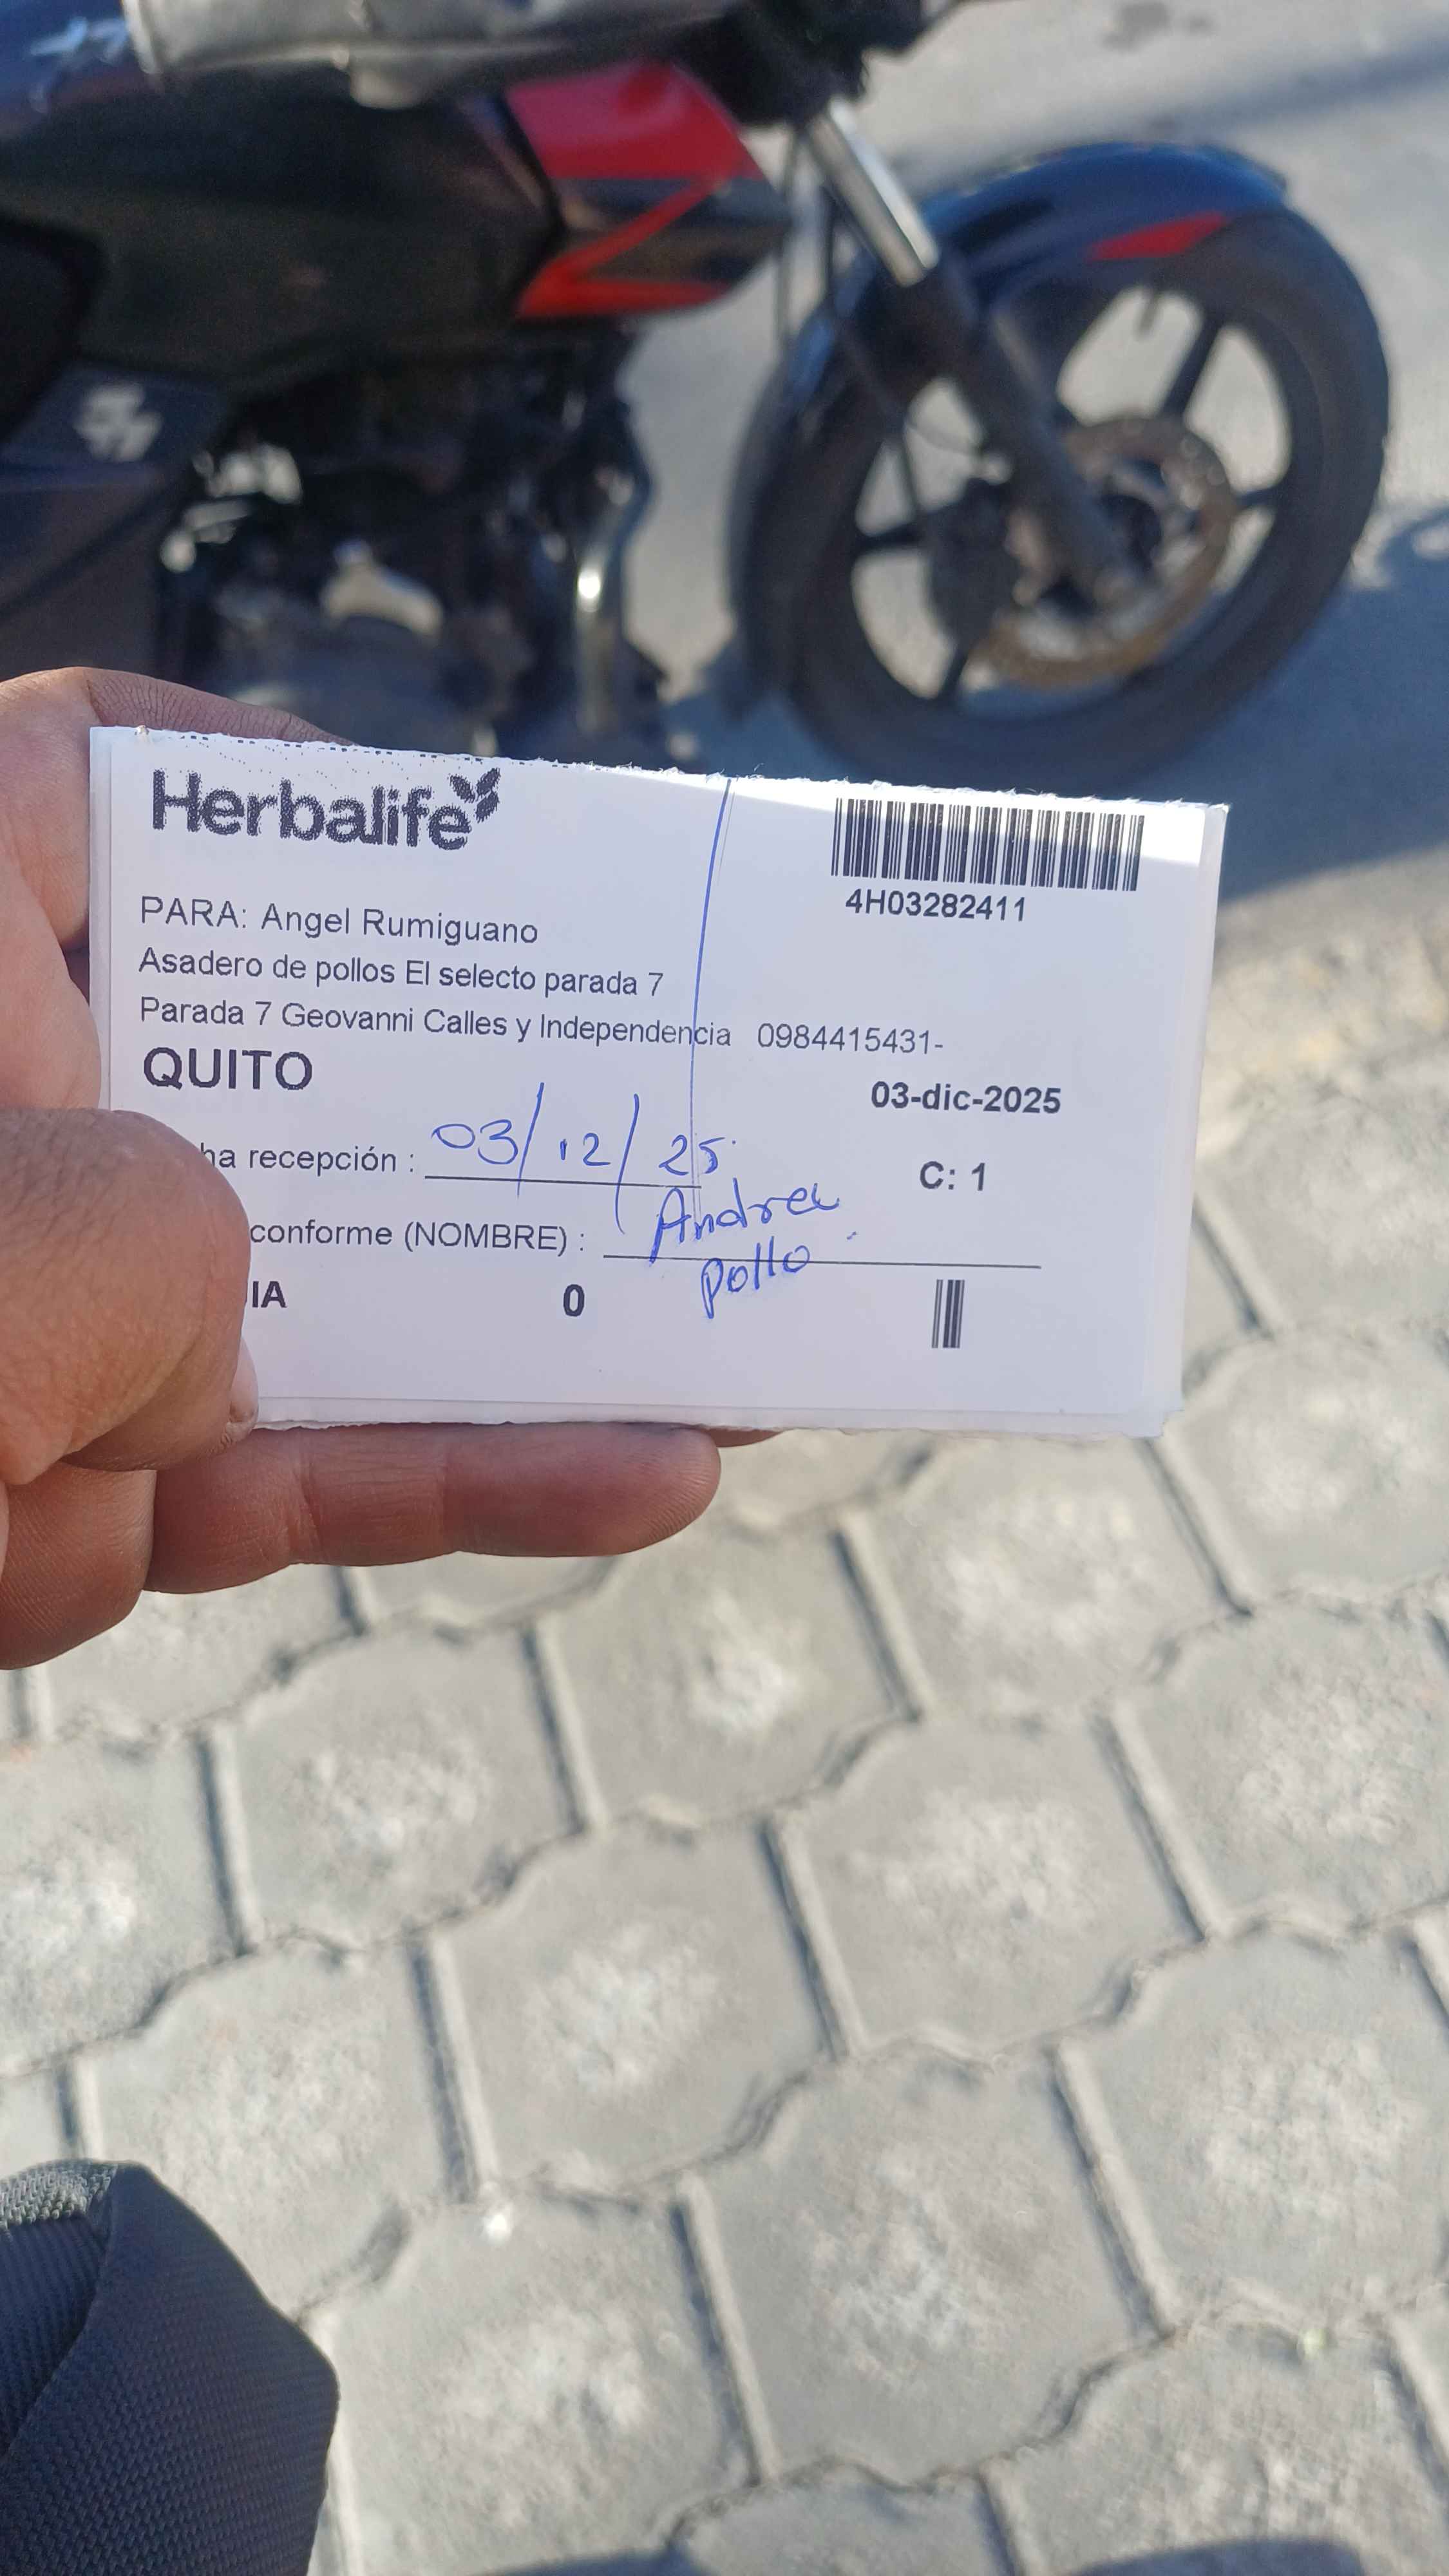 Herbalife
4H03282411
PARA: Angel Rumiguano
Asadero de pollos El selecto parada 7
Parada 7 Geovanni Calles y Independencia 0984415431-
QUITO
03-dic-2025
ha recepción : 03/12/25
C: 1
conforme (NOMBRE) : Andrea
pollo
IA 0